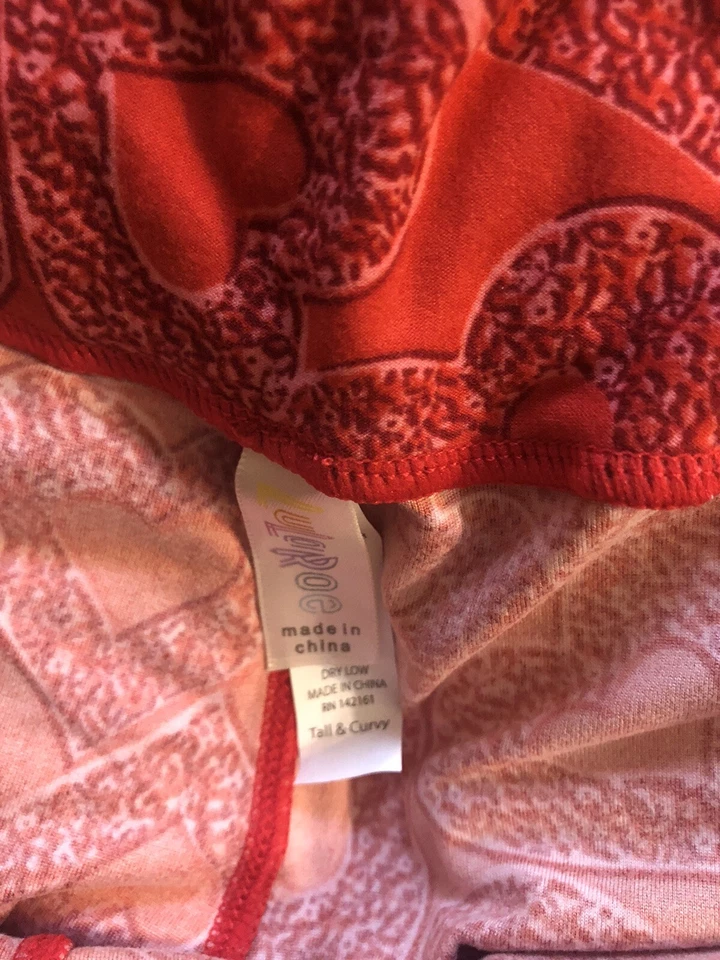 LuLaRoe
made in
china
DRY LOW
MADE IN CHINA
RN 142161
Tall & Curvy